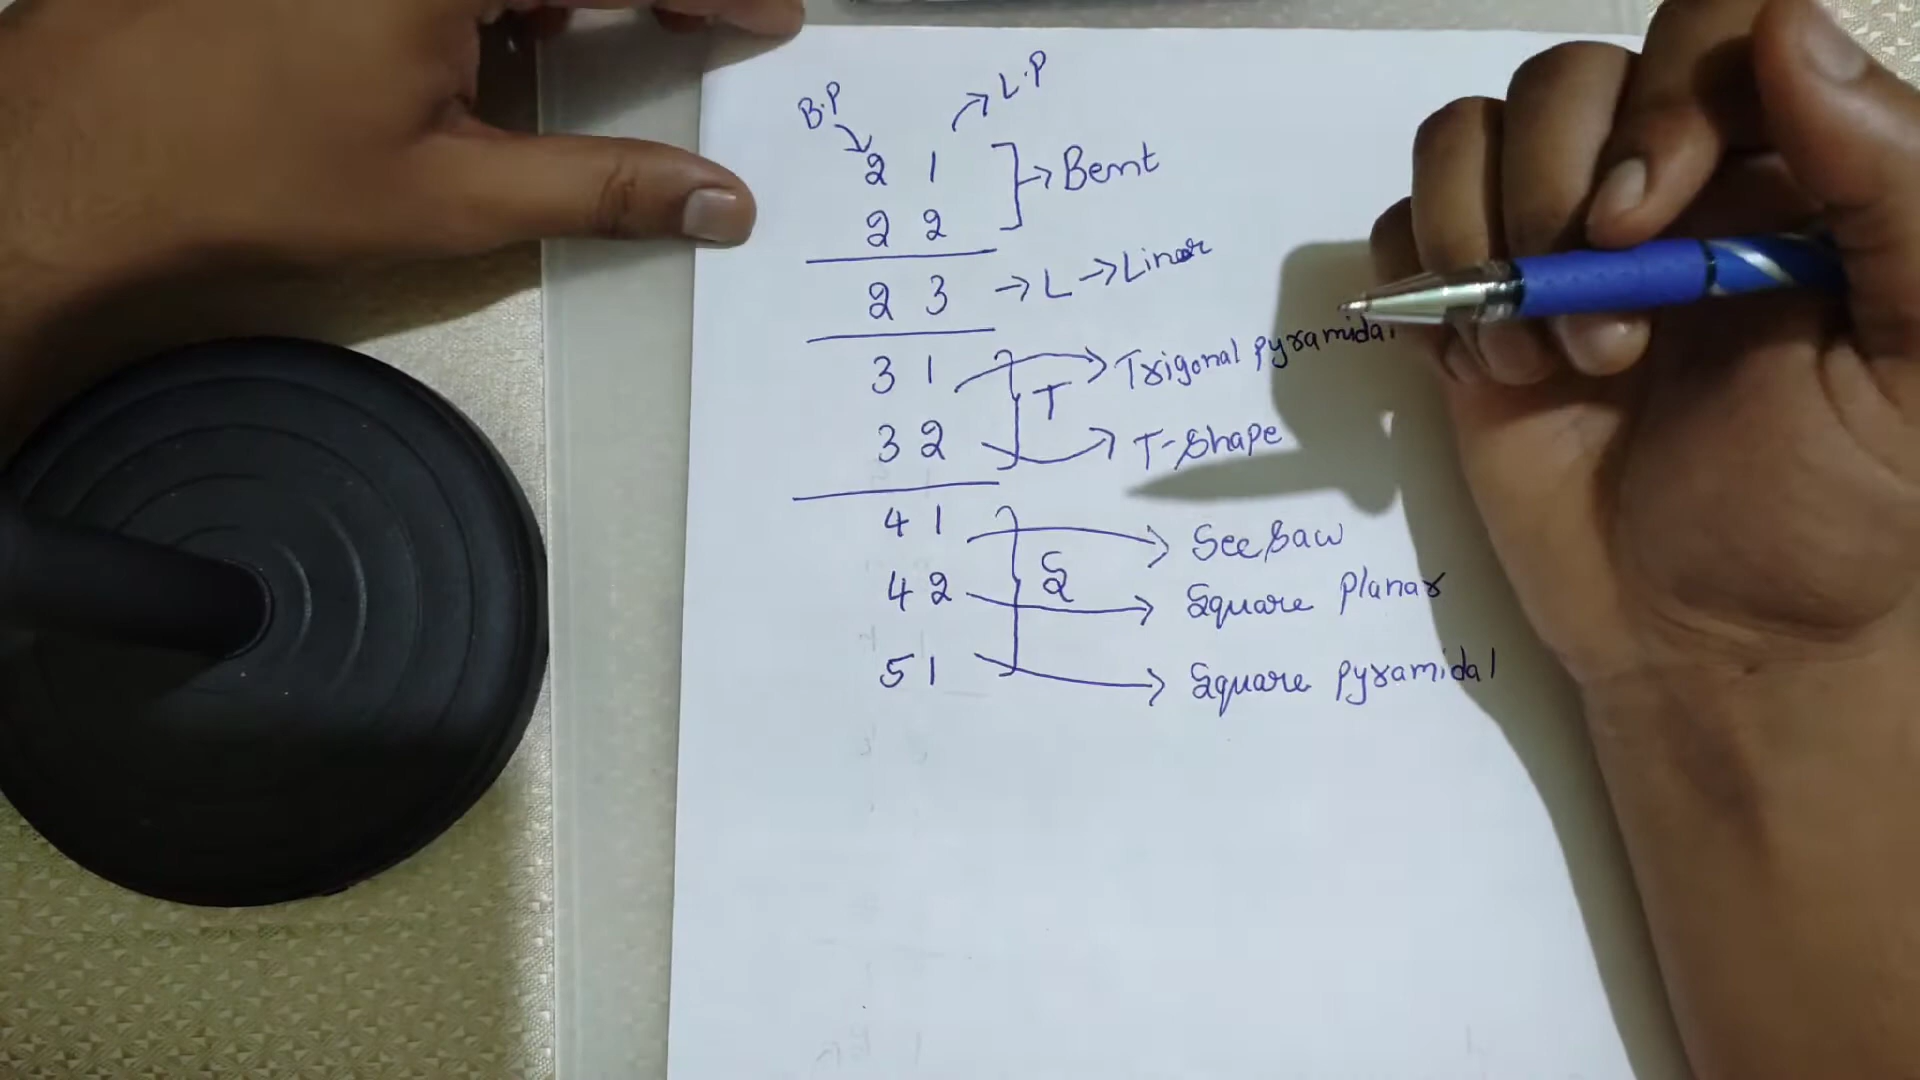 B.P → L.P
2 1 → Bent
2 2
2 3 → L → Linear
3 1 → Trigonal pyramidal
T
3 2 → T-Shape
4 1 → See Saw
S
4 2 → Square Planar
5 1 → Square pyramidal